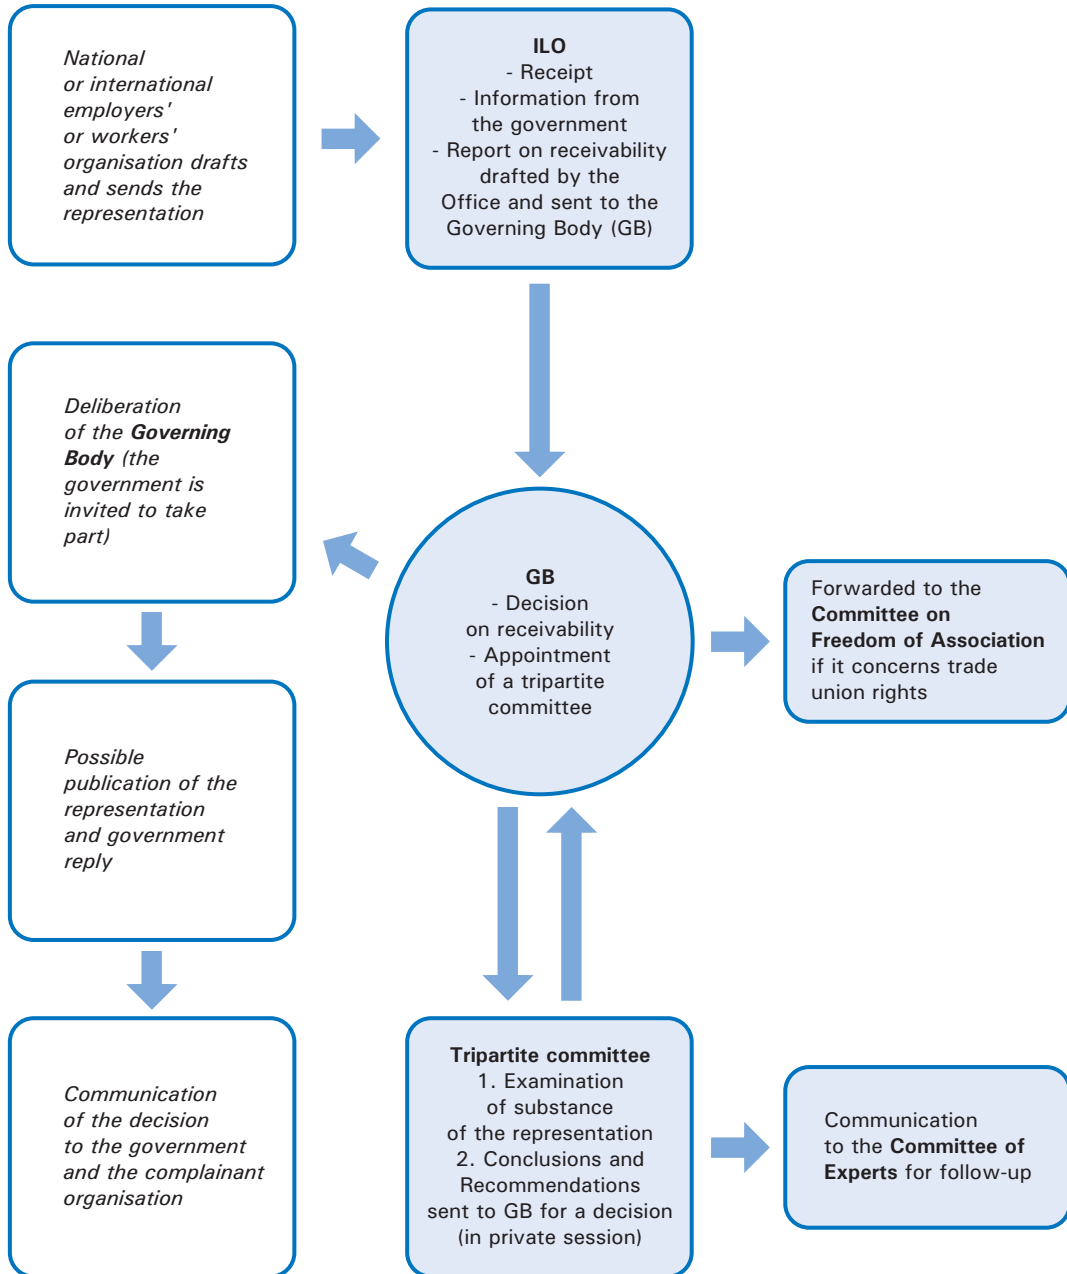 National
or international
employers'
or workers'
organisation drafts
and sends the
representation
ILO
- Receipt
- Information from
the government
- Report on receivability
drafted by the
Office and sent to the
Governing Body (GB)
Deliberation
of the Governing
Body (the
government is
invited to take
part)
GB
- Decision
on receivability
- Appointment
of a tripartite
committee
Forwarded to the
Committee on
Freedom of Association
if it concerns trade
union rights
Possible
publication of the
representation
and government
reply
Communication
of the decision
to the government
and the complainant
organisation
Tripartite committee
1. Examination
of substance
of the representation
2. Conclusions and
Recommendations
sent to GB for a decision
(in private session)
Communication
to the Committee of
Experts for follow-up